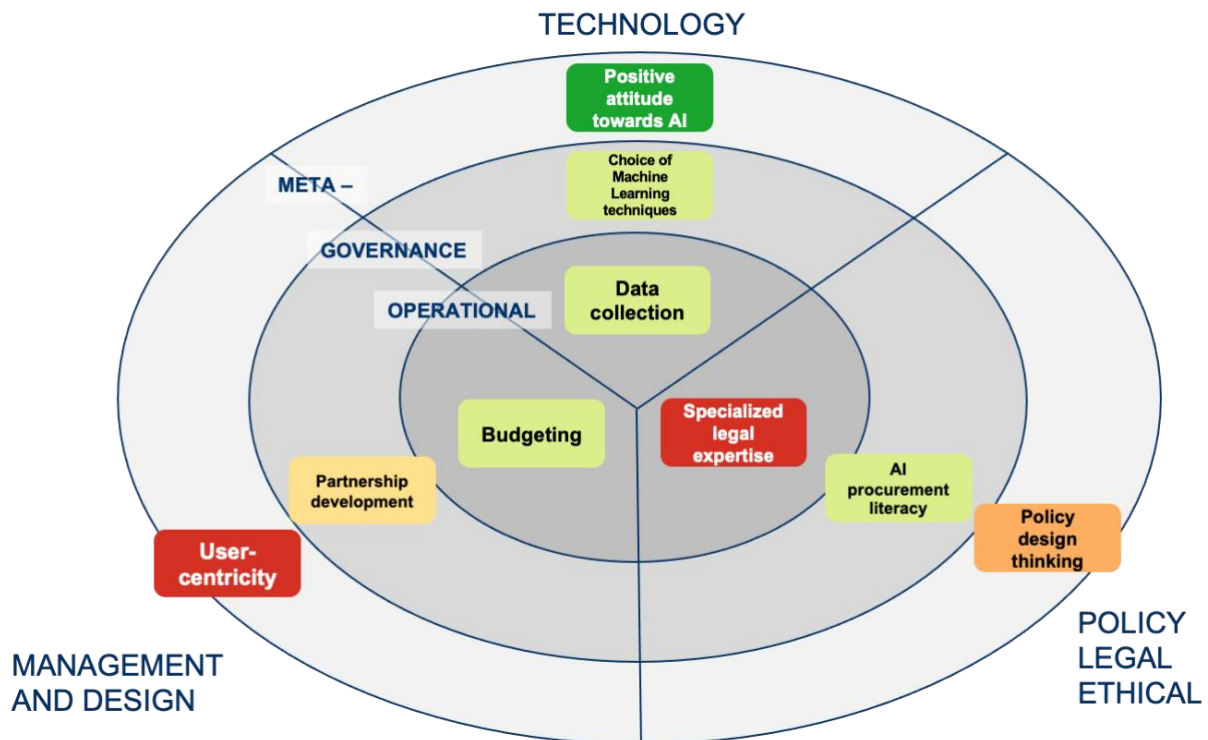 TECHNOLOGY
Positive
attitude
towards AI
Choice of
Machine
Learning
techniques
META –
GOVERNANCE
OPERATIONAL
Data
collection
Budgeting
Specialized
legal
expertise
Partnership
development
AI
procurement
literacy
User-
centricity
Policy
design
thinking
MANAGEMENT
AND DESIGN
POLICY
LEGAL
ETHICAL